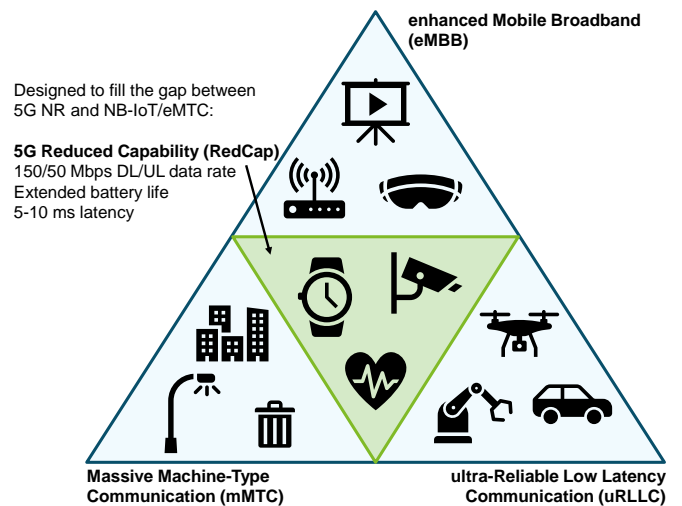 enhanced Mobile Broadband
(eMBB)
Designed to fill the gap between
5G NR and NB-IoT/eMTC:
5G Reduced Capability (RedCap)
150/50 Mbps DL/UL data rate
Extended battery life
5-10 ms latency
Massive Machine-Type
Communication (mMTC)
ultra-Reliable Low Latency
Communication (uRLLC)